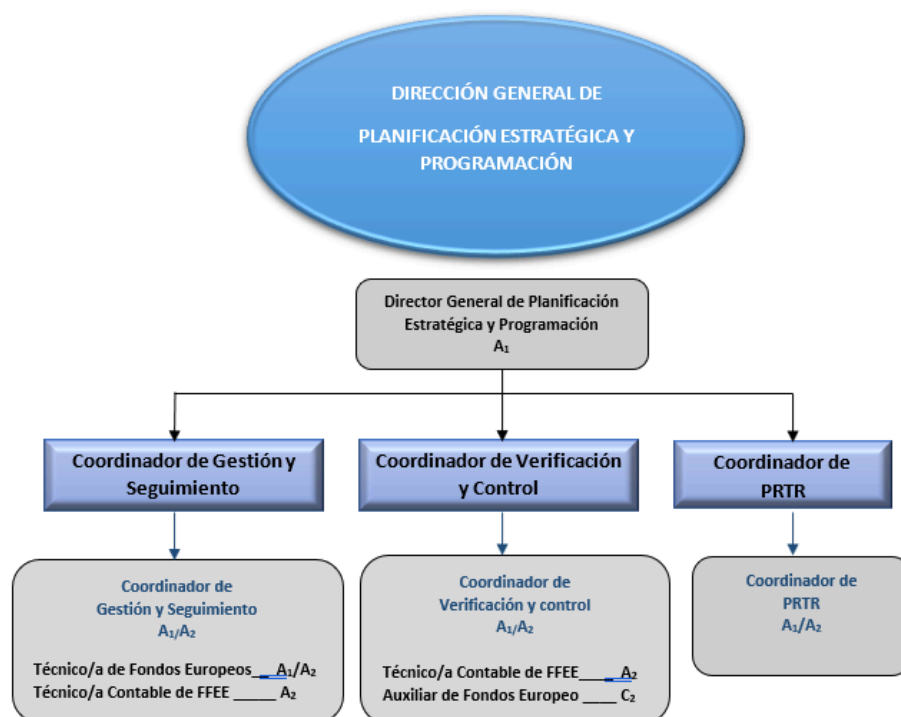 DIRECCIÓN GENERAL DE
PLANIFICACIÓN ESTRATÉGICA Y
PROGRAMACIÓN
Director General de Planificación
Estratégica y Programación
A₁
Coordinador de Gestión y
Seguimiento
Coordinador de Verificación
y Control
Coordinador de
PRTR
Coordinador de
Gestión y Seguimiento
A₁/A₂
Técnico/a de Fondos Europeos___A₁/A₂
Técnico/a Contable de FFEE _____ A₂
Coordinador de
Verificación y control
A₁/A₂
Técnico/a Contable de FFEE_____ A₂
Auxiliar de Fondos Europeo ____ C₂
Coordinador de
PRTR
A₁/A₂